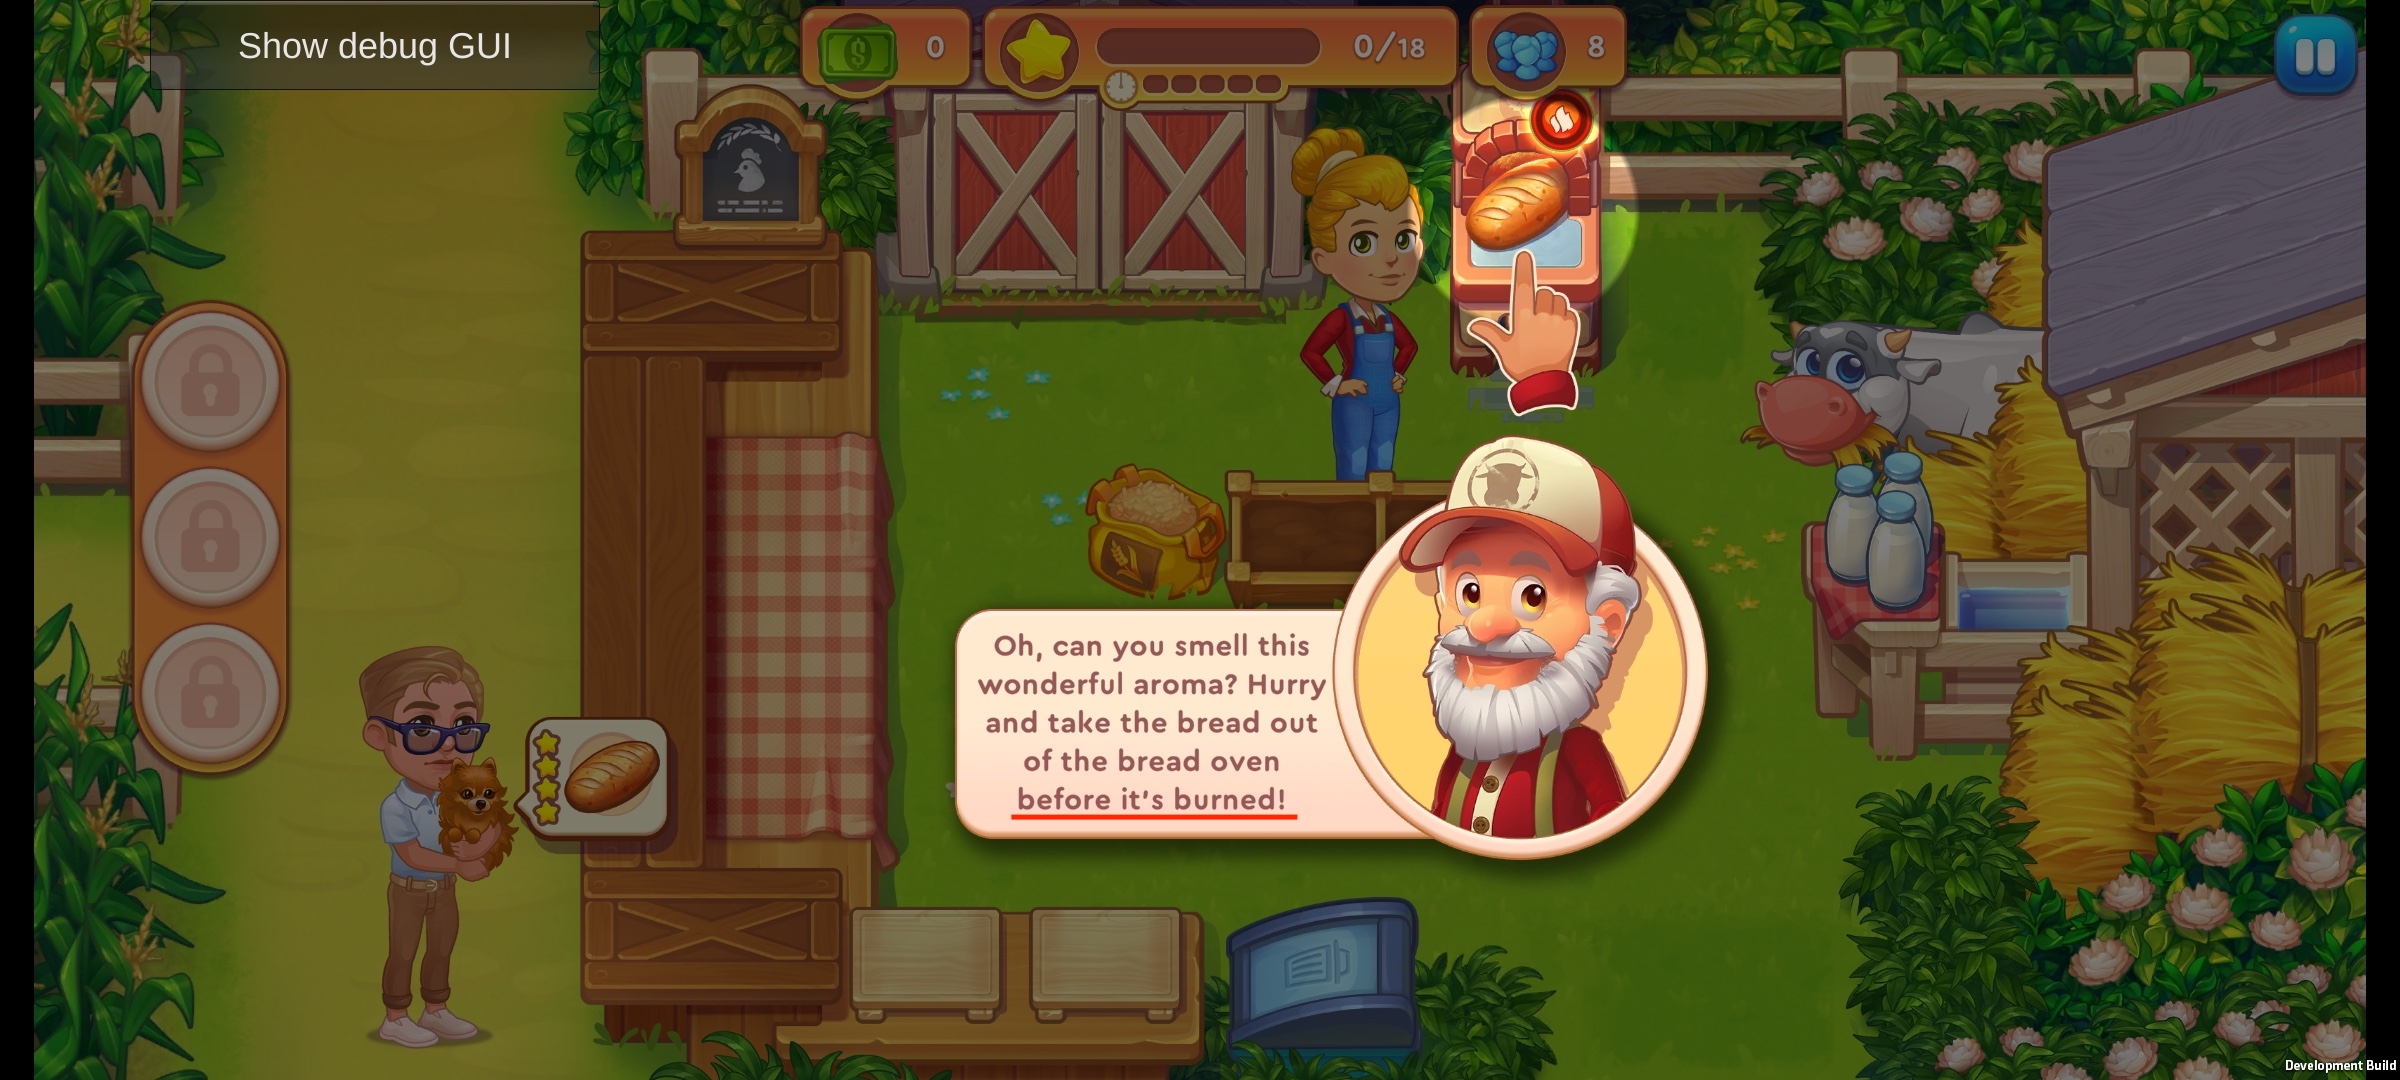 Show debug GUI
0
0/18
8
Oh, can you smell this
wonderful aroma? Hurry
and take the bread out
of the bread oven
before it's burned!
Development Build